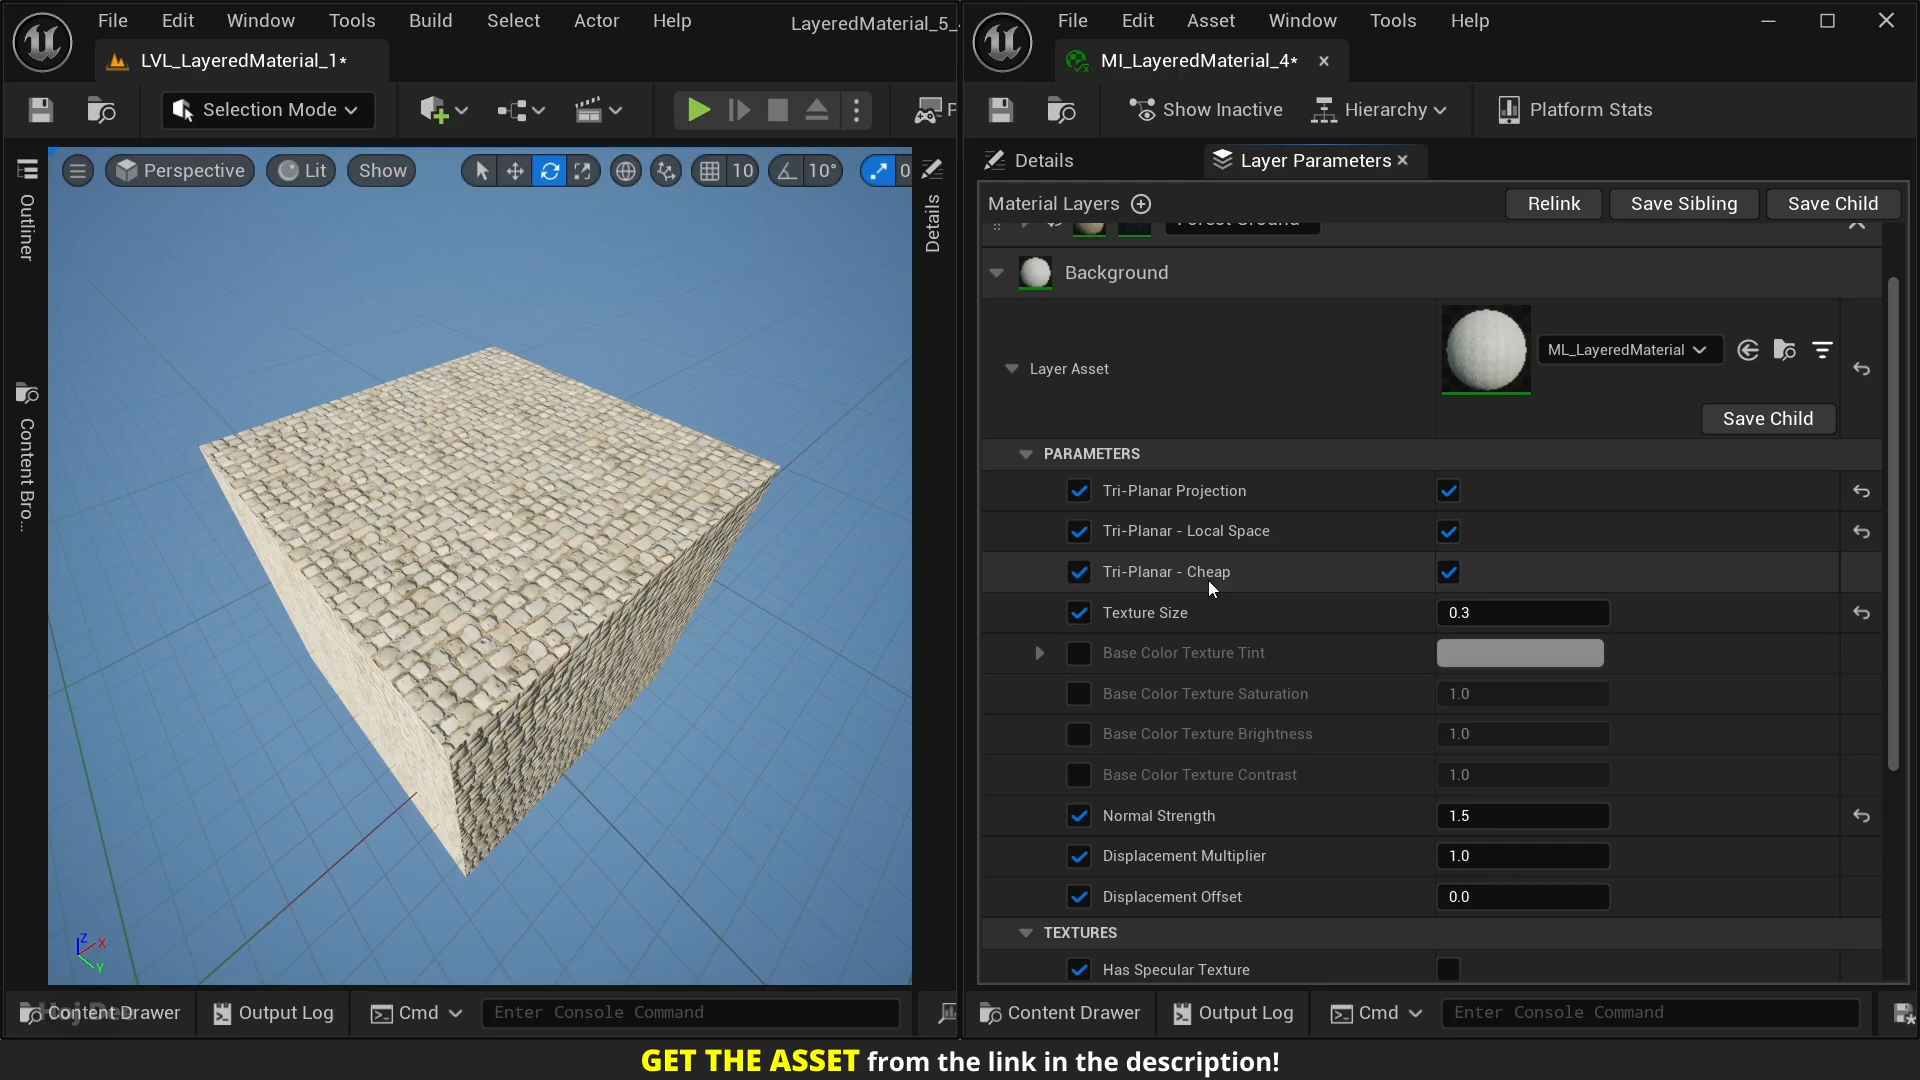 File Edit Window Tools Build Select Actor Help
LayeredMaterial_5_
LVL_LayeredMaterial_1*
Selection Mode
Perspective Lit Show 10 10° 0
Outliner
Content Bro...
Details
Content Drawer Output Log Cmd Enter Console Command
File Edit Asset Window Tools Help
MI_LayeredMaterial_4*
Show Inactive Hierarchy Platform Stats
Details Layer Parameters
Material Layers Relink Save Sibling Save Child
Forest Ground
Background
Layer Asset ML_LayeredMaterial
Save Child
PARAMETERS
Tri-Planar Projection
Tri-Planar - Local Space
Tri-Planar - Cheap
Texture Size 0.3
Base Color Texture Tint
Base Color Texture Saturation 1.0
Base Color Texture Brightness 1.0
Base Color Texture Contrast 1.0
Normal Strength 1.5
Displacement Multiplier 1.0
Displacement Offset 0.0
TEXTURES
Has Specular Texture
Content Drawer Output Log Cmd Enter Console Command
GET THE ASSET from the link in the description!